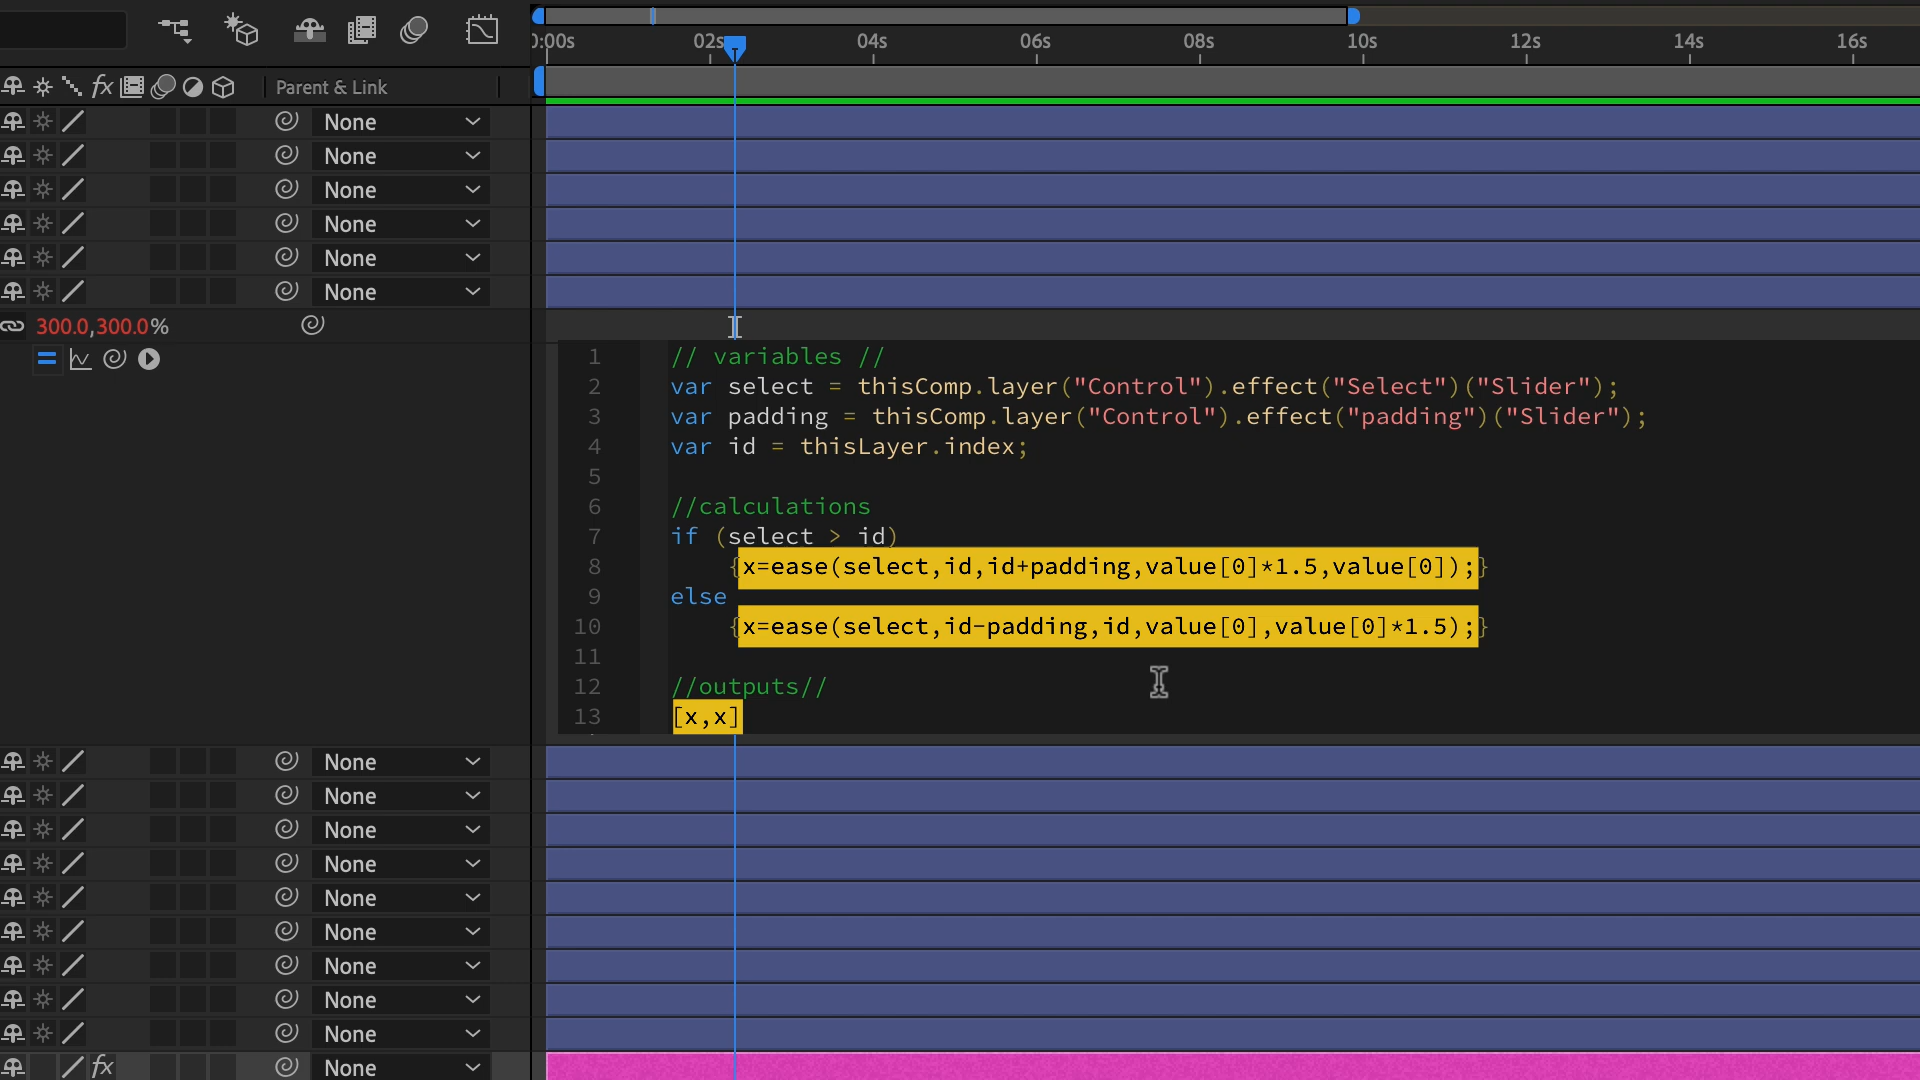 0:00s 02s 04s 06s 08s 10s 12s 14s 16s
fx Parent & Link
None
None
None
None
None
None
300.0,300.0%
1 // variables //
2 var select = thisComp.layer("Control").effect("Select")("Slider");
3 var padding = thisComp.layer("Control").effect("padding")("Slider");
4 var id = thisLayer.index;
5
6 //calculations
7 if (select > id)
8 {x=ease(select,id,id+padding,value[0]*1.5,value[0]);}
9 else
10 {x=ease(select,id-padding,id,value[0],value[0]*1.5);}
11
12 //outputs//
13 [x,x]
None
None
None
None
None
None
None
None
None
fx None